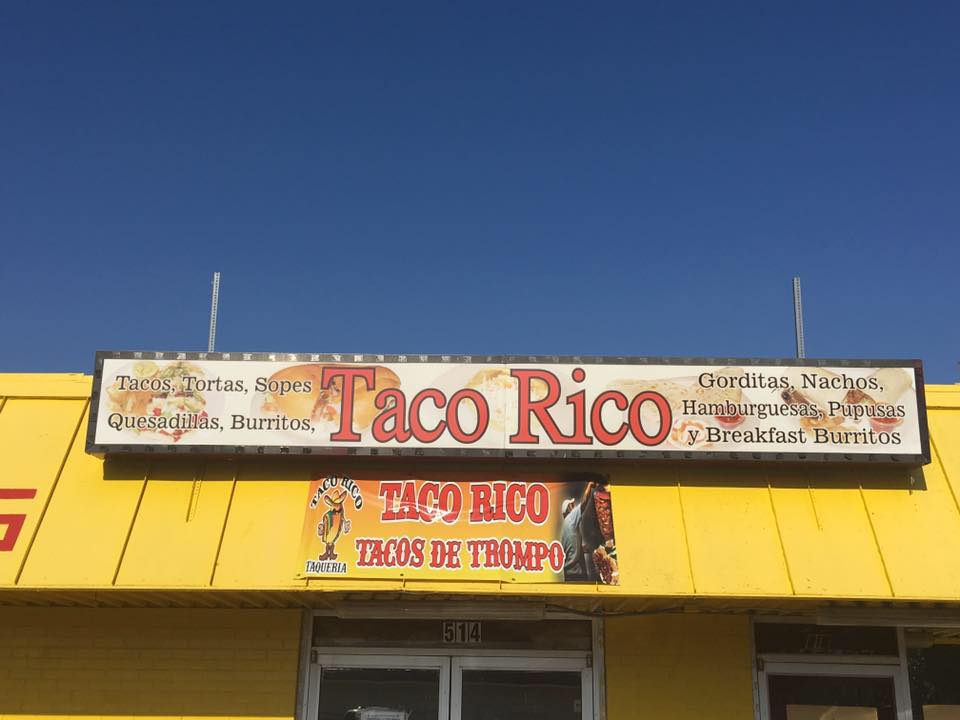 Tacos, Tortas, Sopes
Quesadillas, Burritos,
Taco Rico
Gorditas, Nachos,
Hamburguesas, Pupusas
y Breakfast Burritos
TACO RICO
TAQUERIA
TACO RICO
TACOS DE TROMPO
514